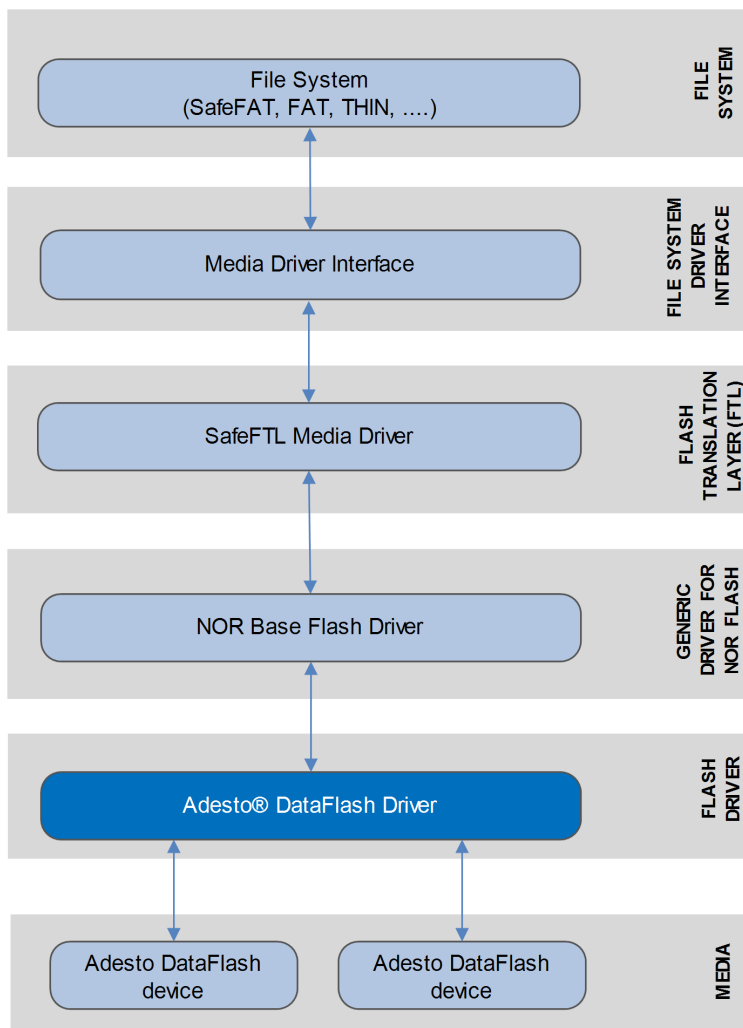 File System
(SafeFAT, FAT, THIN, ....)
FILE
SYSTEM
Media Driver Interface
FILE SYSTEM
DRIVER
INTERFACE
SafeFTL Media Driver
FLASH
TRANSLATION
LAYER (FTL)
NOR Base Flash Driver
GENERIC
DRIVER FOR
NOR FLASH
Adesto® DataFlash Driver
FLASH
DRIVER
Adesto DataFlash
device
Adesto DataFlash
device
MEDIA